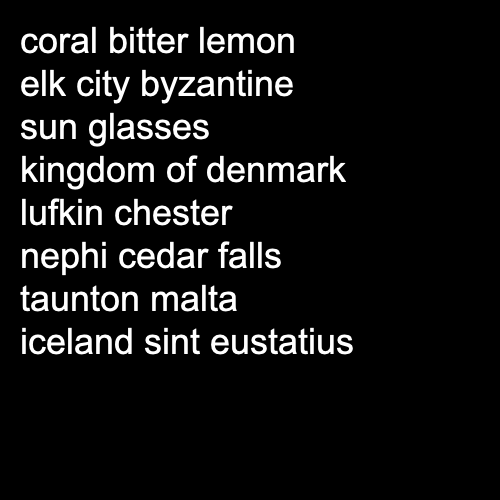 coral bitter lemon
elk city byzantine
sun glasses
kingdom of denmark
lufkin chester
nephi cedar falls
taunton malta
iceland sint eustatius